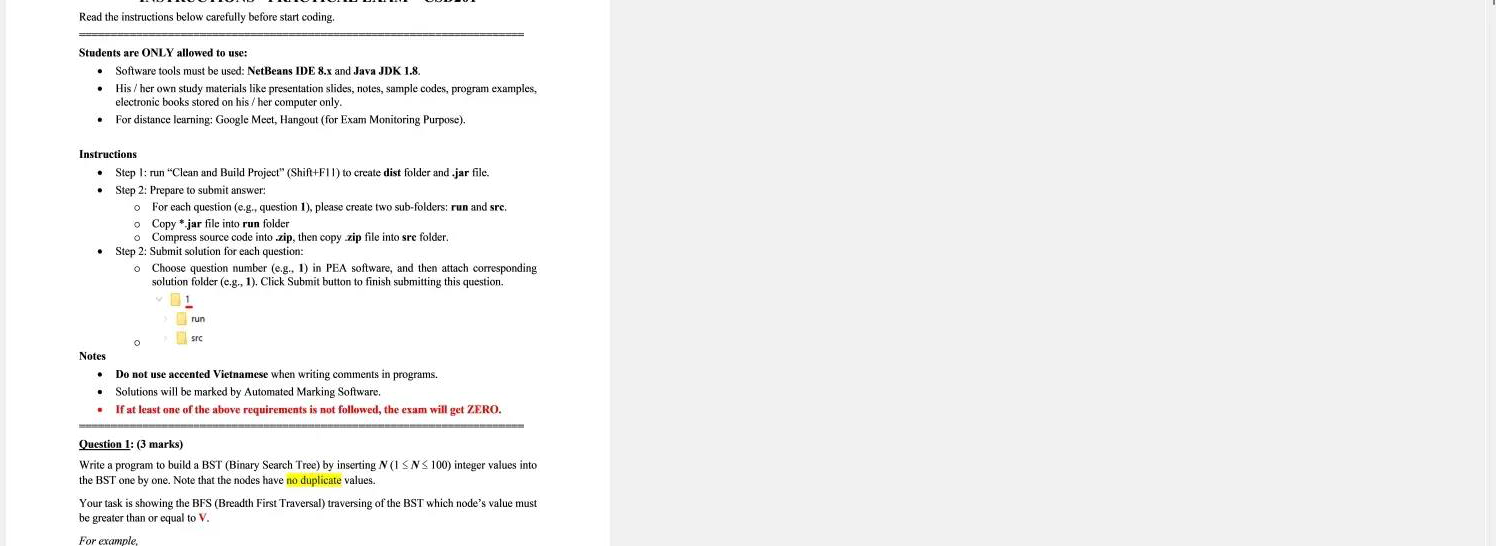 Read the instructions below carefully before start coding.
Students are ONLY allowed to use:
• Software tools must be used: NetBeans IDE 8.x and Java JDK 1.8.
• His / her own study materials like presentation slides, notes, sample codes, program examples,
electronic books stored on his / her computer only.
• For distance learning: Google Meet, Hangout (for Exam Monitoring Purpose).
Instructions
• Step 1: run “Clean and Build Project” (Shift+F11) to create dist folder and .jar file.
• Step 2: Prepare to submit answer:
o For each question (e.g., question 1), please create two sub-folders: run and src.
o Copy *.jar file into run folder
o Compress source code into .zip, then copy .zip file into src folder.
• Step 2: Submit solution for each question:
o Choose question number (e.g., 1) in PEA software, and then attach corresponding
solution folder (e.g., 1). Click Submit button to finish submitting this question.
1
run
o src
Notes
• Do not use accented Vietnamese when writing comments in programs.
• Solutions will be marked by Automated Marking Software.
• If at least one of the above requirements is not followed, the exam will get ZERO.
Question 1: (3 marks)
Write a program to build a BST (Binary Search Tree) by inserting N (1 ≤ N ≤ 100) integer values into
the BST one by one. Note that the nodes have no duplicate values.
Your task is showing the BFS (Breadth First Traversal) traversing of the BST which node’s value must
be greater than or equal to V.
For example,